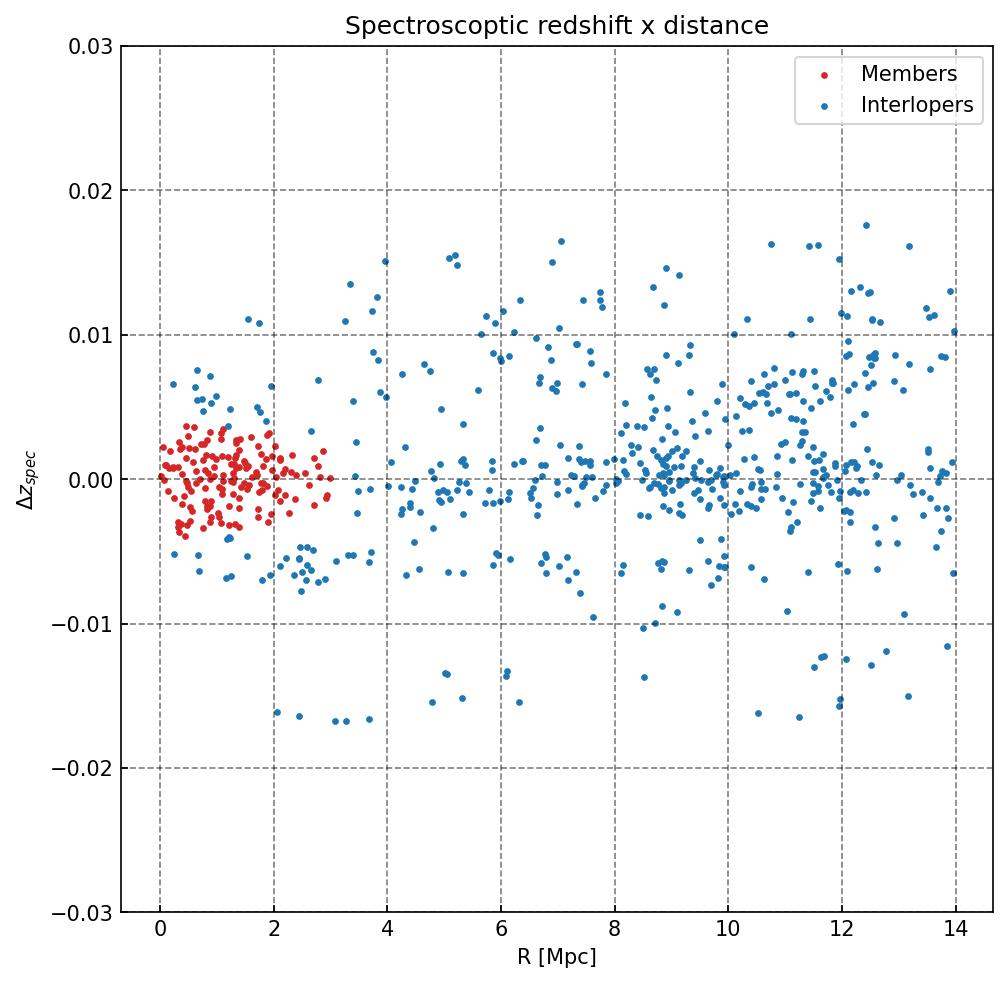 Spectroscoptic redshift x distance
Members
Interlopers
0.03
0.02
0.01
0.00
−0.01
−0.02
−0.03
Δz_spec
0 2 4 6 8 10 12 14
R [Mpc]